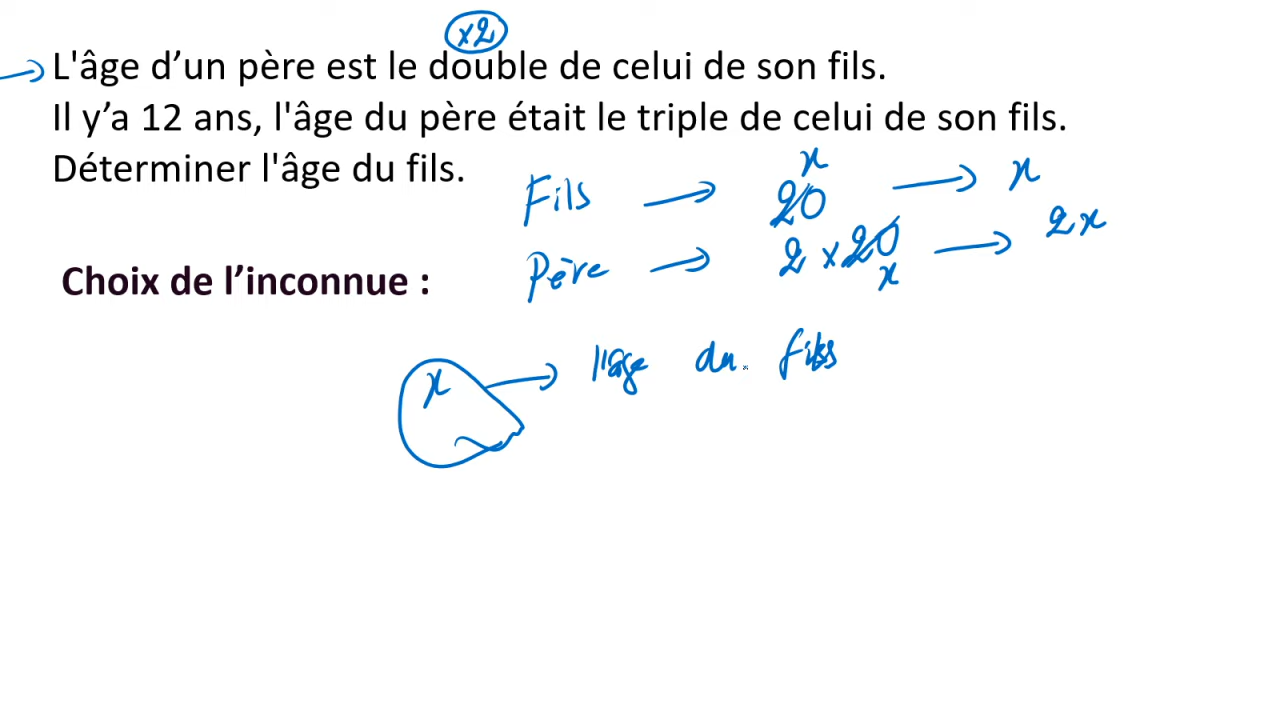 ×2
L'âge d’un père est le double de celui de son fils.
Il y’a 12 ans, l'âge du père était le triple de celui de son fils.
Déterminer l'âge du fils.
x
Fils → 20 → x
Père → 2 × 20 → 2x
x
Choix de l’inconnue :
x → l'âge du fils